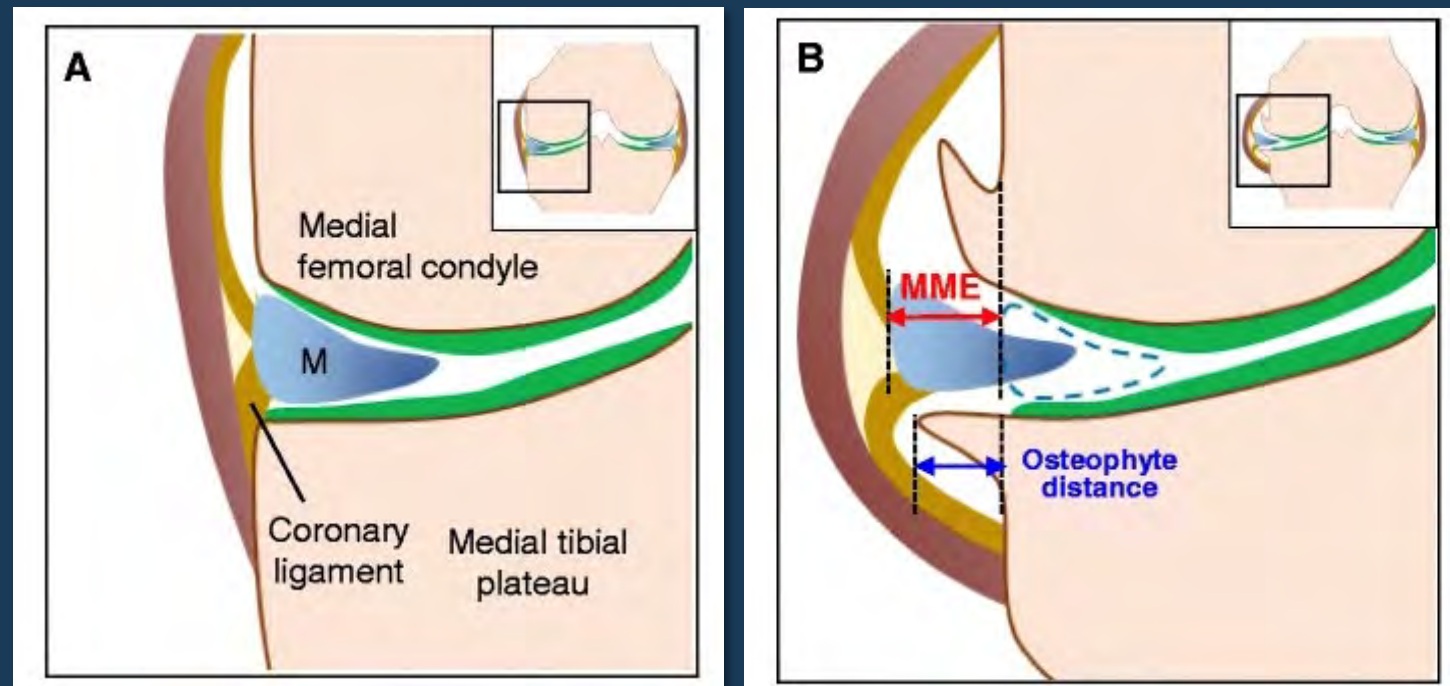 A
Medial
femoral condyle
M
Coronary
ligament
Medial tibial
plateau
B
MME
Osteophyte
distance